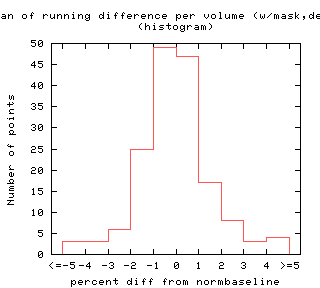 an of running difference per volume (w/mask,de
(histogram)
50
45
40
35
30
25
20
15
10
5
0
Number of points
<=-5 -4 -3 -2 -1 0 1 2 3 4 >=5
percent diff from normbaseline